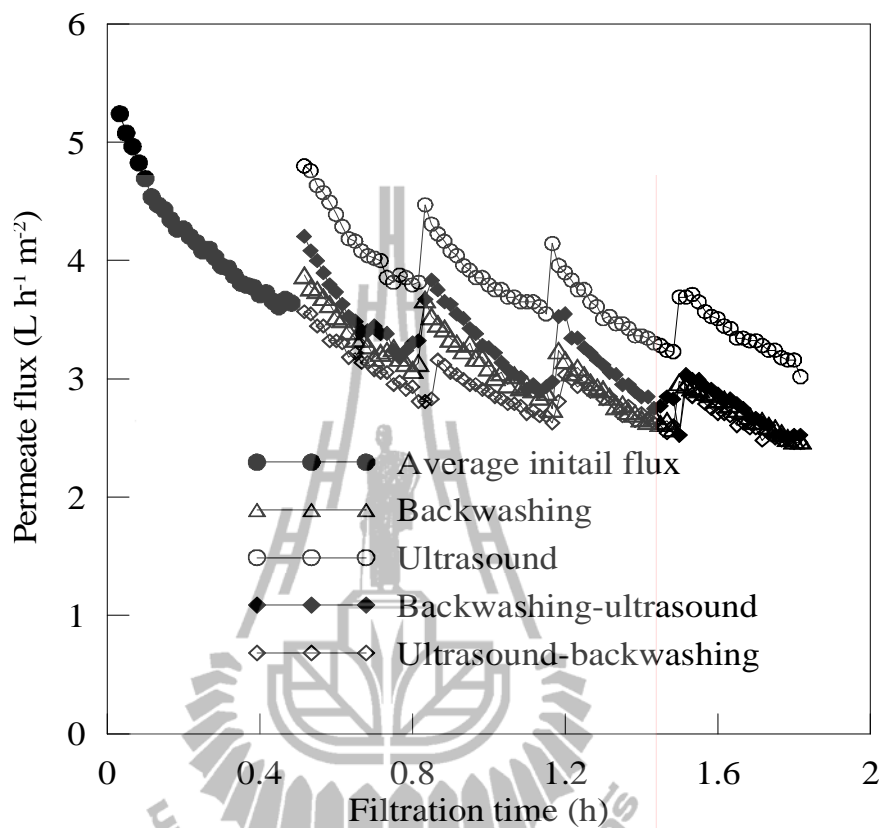 6
5
4
3
2
1
0
Permeate flux (L h⁻¹ m⁻²)
Average initail flux
Backwashing
Ultrasound
Backwashing-ultrasound
Ultrasound-backwashing
0 0.4 0.8 1.2 1.6 2
Filtration time (h)